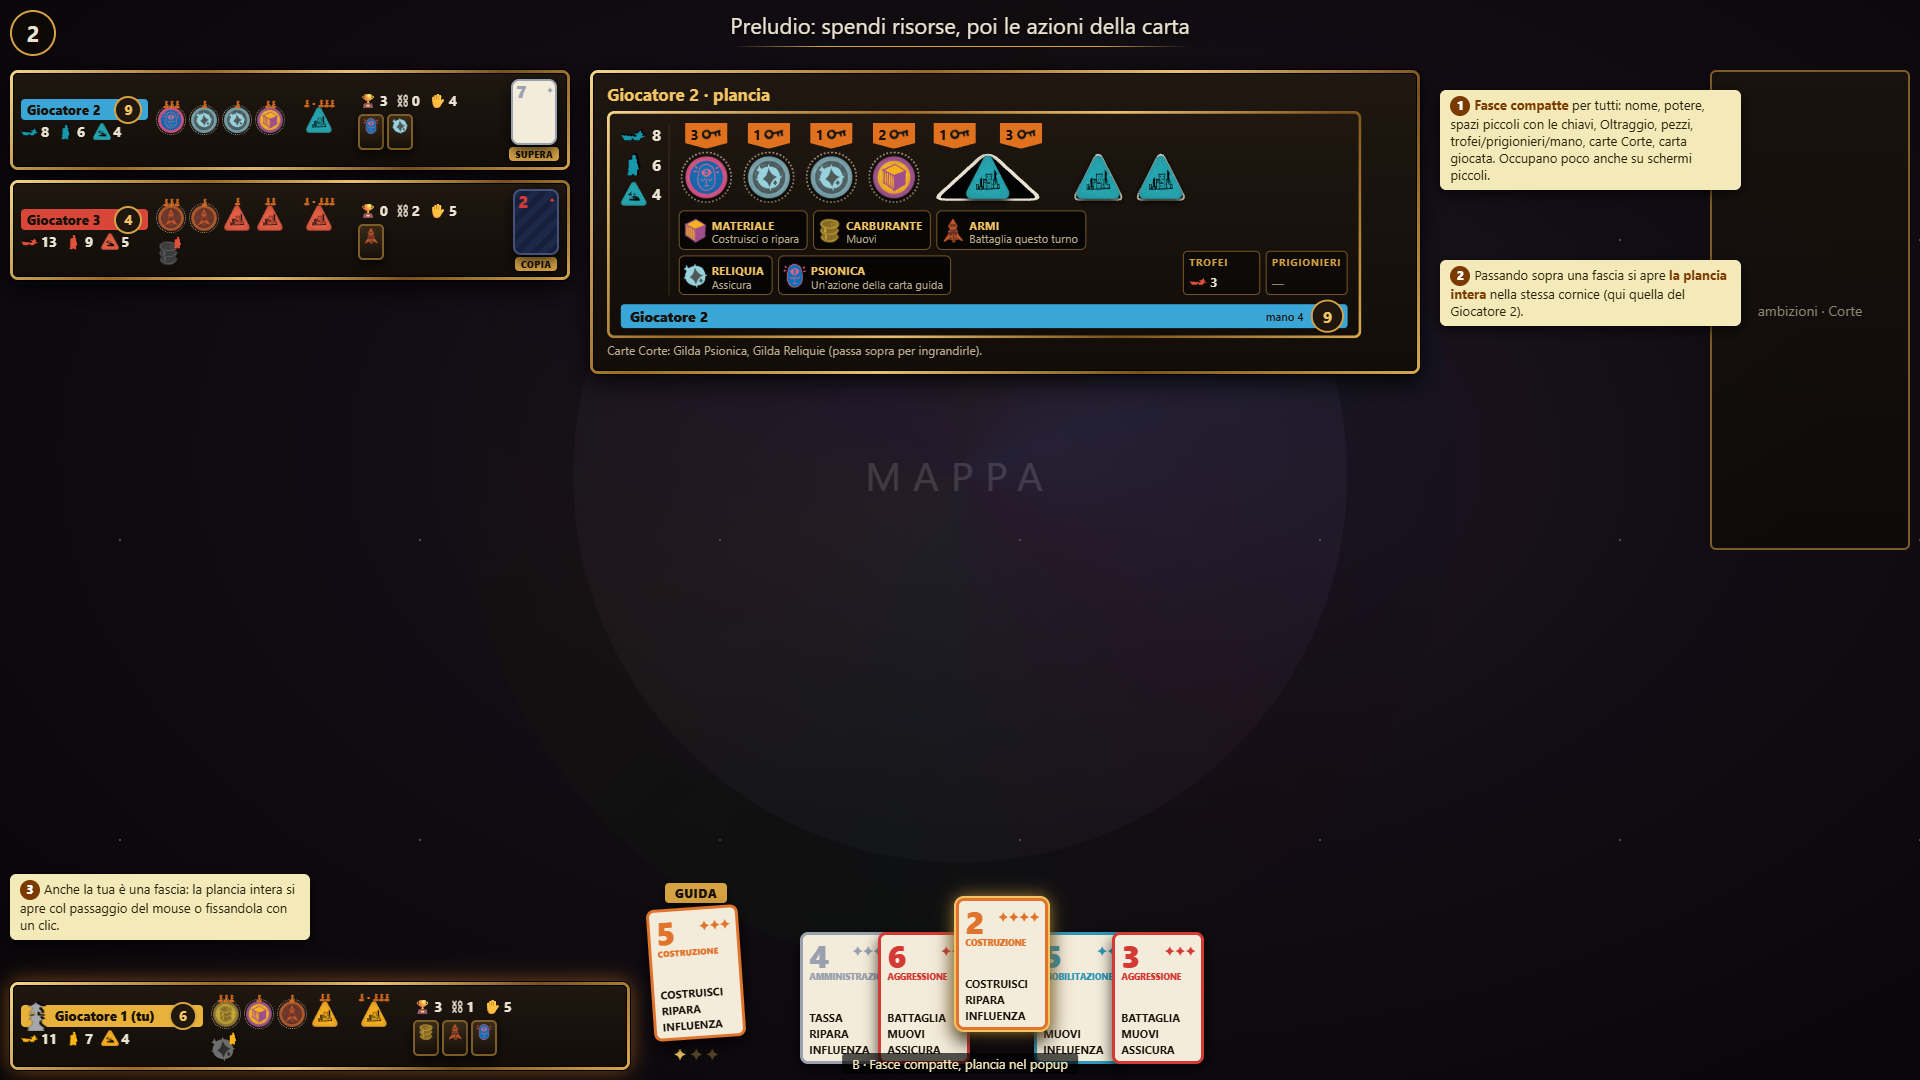 2
Preludio: spendi risorse, poi le azioni della carta
Giocatore 2
9
8 6 4
3 0 4
7
SUPERA
Giocatore 3
4
13 9 5
0 2 5
2
COPIA
Giocatore 2 · plancia
8
6
4
3 1 1 2 1 3
MATERIALE
Costruisci o ripara
CARBURANTE
Muovi
ARMI
Battaglia questo turno
RELIQUIA
Assicura
PSIONICA
Un'azione della carta guida
TROFEI
3
PRIGIONIERI
—
Giocatore 2
mano 4
9
Carte Corte: Gilda Psionica, Gilda Reliquie (passa sopra per ingrandirle).
1 Fasce compatte per tutti: nome, potere,
spazi piccoli con le chiavi, Oltraggio, pezzi,
trofei/prigionieri/mano, carte Corte, carta
giocata. Occupano poco anche su schermi
piccoli.
2 Passando sopra una fascia si apre la plancia
intera nella stessa cornice (qui quella del
Giocatore 2).
ambizioni · Corte
MAPPA
3 Anche la tua è una fascia: la plancia intera si
apre col passaggio del mouse o fissandola con
un clic.
Giocatore 1 (tu)
6
11 7 4
3 1 5
GUIDA
5
COSTRUZIONE
COSTRUISCI
RIPARA
INFLUENZA
4
AMMINISTRAZI
TASSA
RIPARA
INFLUENZA
6
AGGRESSIONE
BATTAGLIA
MUOVI
ASSICURA
2
COSTRUZIONE
COSTRUISCI
RIPARA
INFLUENZA
5
OBILITAZIONE
MUOVI
INFLUENZA
3
AGGRESSIONE
BATTAGLIA
MUOVI
ASSICURA
B · Fasce compatte, plancia nel popup